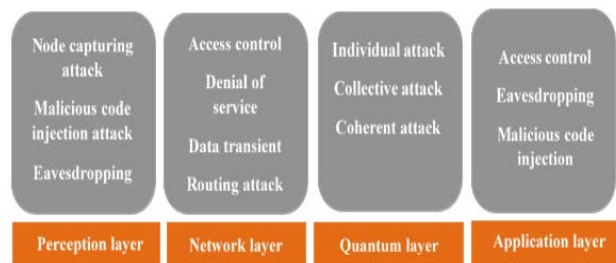 Node capturing
attack
Malicious code
injection attack
Eavesdropping
Perception layer
Access control
Denial of
service
Data transient
Routing attack
Network layer
Individual attack
Collective attack
Coherent attack
Quantum layer
Access control
Eavesdropping
Malicious code
injection
Application layer